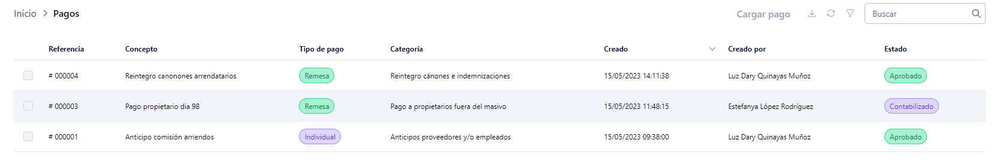 Inicio > Pagos Cargar pago Buscar
Referencia Concepto Tipo de pago Categoría Creado Creado por Estado
# 000004 Reintegro canonones arrendatarios Remesa Reintegro cánones e indemnizaciones 15/05/2023 14:11:38 Luz Dary Quinayas Muñoz Aprobado
# 000003 Pago propietario dia 98 Remesa Pago a propietarios fuera del masivo 15/05/2023 11:48:15 Estefanya López Rodríguez Contabilizado
# 000001 Anticipo comisión arriendos Individual Anticipos proveedores y/o empleados 15/05/2023 09:38:00 Luz Dary Quinayas Muñoz Aprobado